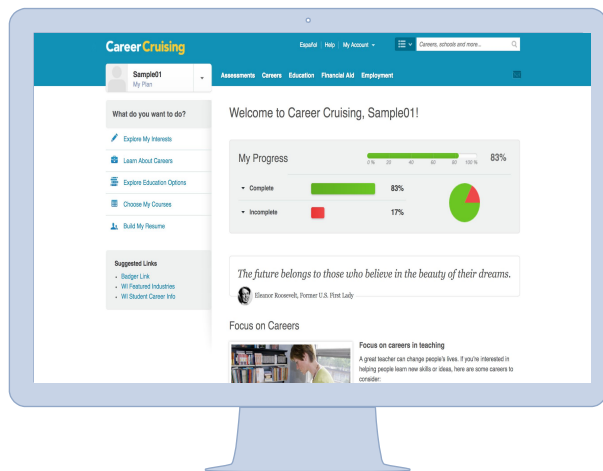 CareerCruising
Español | Help | My Account
Careers, schools and more...
Sample01
My Plan
Assessments Careers Education Financial Aid Employment
What do you want to do?
Explore My Interests
Learn About Careers
Explore Education Options
Choose My Courses
Build My Resume
Suggested Links
Badger Link
WI Featured Industries
WI Student Career Info
Welcome to Career Cruising, Sample01!
My Progress
0 % 20 40 60 80 100 %
83%
Complete 83%
Incomplete 17%
The future belongs to those who believe in the beauty of their dreams.
Eleanor Roosevelt, Former U.S. First Lady
Focus on Careers
Focus on careers in teaching
A great teacher can change people's lives. If you're interested in
helping people learn new skills or ideas, here are some careers to
consider: